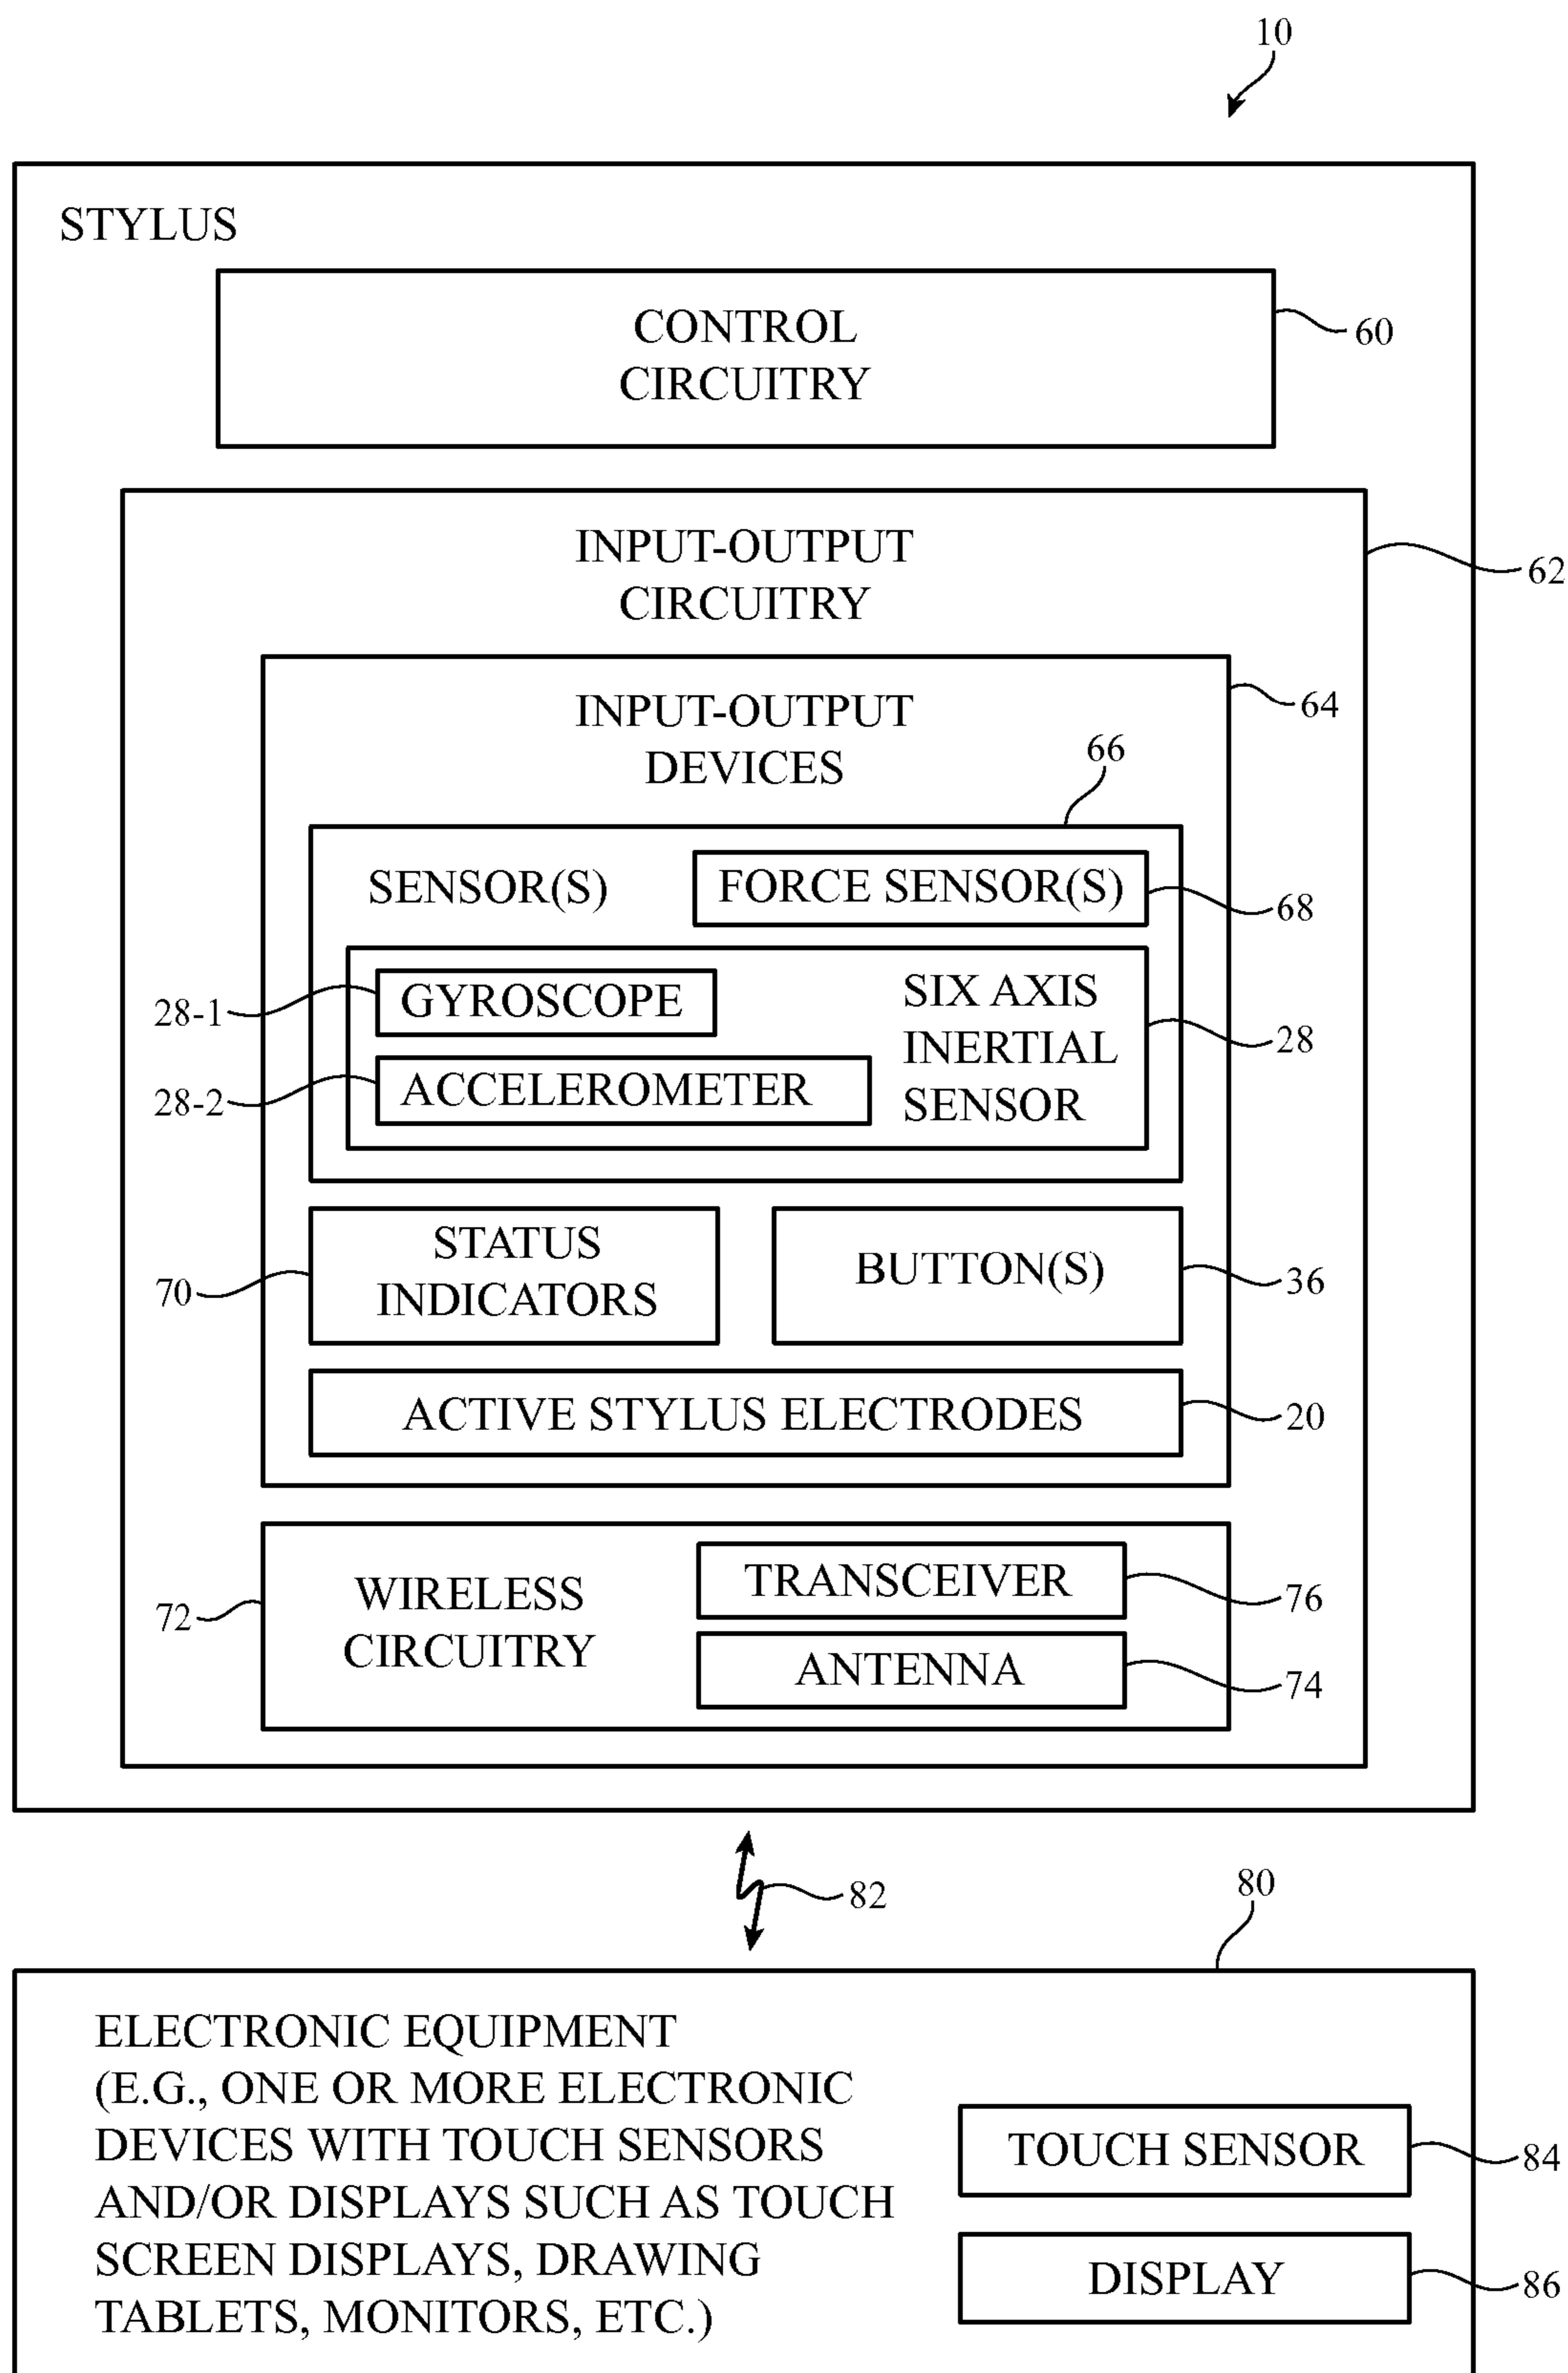 10
STYLUS
CONTROL
CIRCUITRY
60
INPUT-OUTPUT
CIRCUITRY
62
INPUT-OUTPUT
DEVICES
64
66
SENSOR(S)
FORCE SENSOR(S)
68
28-1
GYROSCOPE
28-2
ACCELEROMETER
SIX AXIS
INERTIAL
SENSOR
28
70
STATUS
INDICATORS
BUTTON(S)
36
ACTIVE STYLUS ELECTRODES
20
72
WIRELESS
CIRCUITRY
TRANSCEIVER
76
ANTENNA
74
82
80
ELECTRONIC EQUIPMENT
(E.G., ONE OR MORE ELECTRONIC
DEVICES WITH TOUCH SENSORS
AND/OR DISPLAYS SUCH AS TOUCH
SCREEN DISPLAYS, DRAWING
TABLETS, MONITORS, ETC.)
TOUCH SENSOR
84
DISPLAY
86